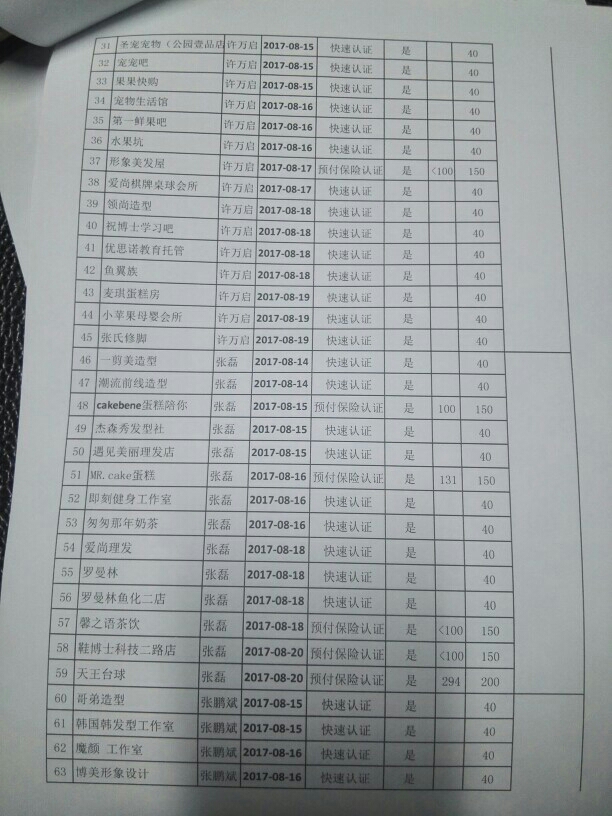 31 圣宠宠物（公园壹品店 许万启 2017-08-15 快速认证 是 40
32 宠宠吧 许万启 2017-08-15 快速认证 是 40
33 果果快购 许万启 2017-08-15 快速认证 是 40
34 宠物生活馆 许万启 2017-08-16 快速认证 是 40
35 第一鲜果吧 许万启 2017-08-16 快速认证 是 40
36 水果坑 许万启 2017-08-16 快速认证 是 40
37 形象美发屋 许万启 2017-08-17 预付保险认证 是 <100 150
38 爱尚棋牌桌球会所 许万启 2017-08-17 快速认证 是 40
39 领尚造型 许万启 2017-08-18 快速认证 是 40
40 祝博士学习吧 许万启 2017-08-18 快速认证 是 40
41 优思诺教育托管 许万启 2017-08-18 快速认证 是 40
42 鱼翼族 许万启 2017-08-18 快速认证 是 40
43 麦琪蛋糕房 许万启 2017-08-19 快速认证 是 40
44 小苹果母婴会所 许万启 2017-08-19 快速认证 是 40
45 张氏修脚 许万启 2017-08-19 快速认证 是 40
46 一剪美造型 张磊 2017-08-14 快速认证 是 40
47 潮流前线造型 张磊 2017-08-14 快速认证 是 40
48 cakebene蛋糕陪你 张磊 2017-08-15 预付保险认证 是 100 150
49 杰森秀发型社 张磊 2017-08-15 快速认证 是 40
50 遇见美丽理发店 张磊 2017-08-15 快速认证 是 40
51 MR.cake蛋糕 张磊 2017-08-16 预付保险认证 是 131 150
52 即刻健身工作室 张磊 2017-08-16 快速认证 是 40
53 匆匆那年奶茶 张磊 2017-08-16 快速认证 是 40
54 爱尚理发 张磊 2017-08-18 快速认证 是 40
55 罗曼林 张磊 2017-08-18 快速认证 是 40
56 罗曼林鱼化二店 张磊 2017-08-18 快速认证 是 40
57 馨之语茶饮 张磊 2017-08-18 预付保险认证 是 <100 150
58 鞋博士科技二路店 张磊 2017-08-20 预付保险认证 是 <100 150
59 天王台球 张磊 2017-08-20 预付保险认证 是 294 200
60 哥弟造型 张鹏斌 2017-08-15 快速认证 是 40
61 韩国韩发型工作室 张鹏斌 2017-08-15 快速认证 是 40
62 魔颜 工作室 张鹏斌 2017-08-16 快速认证 是 40
63 博美形象设计 张鹏斌 2017-08-16 快速认证 是 40